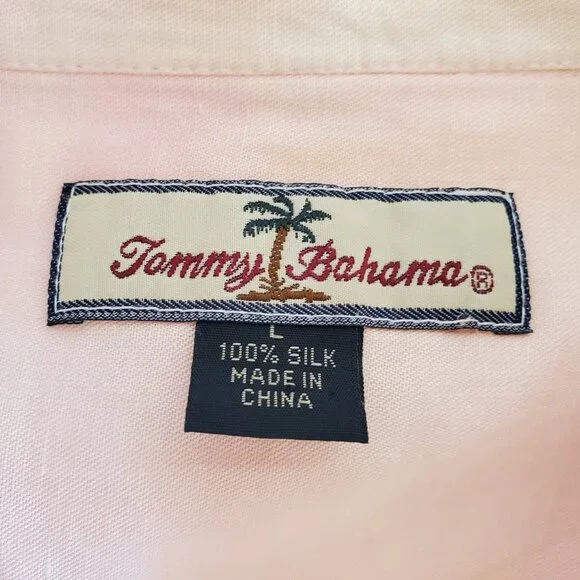 Tommy Bahama®
L
100% SILK
MADE IN
CHINA